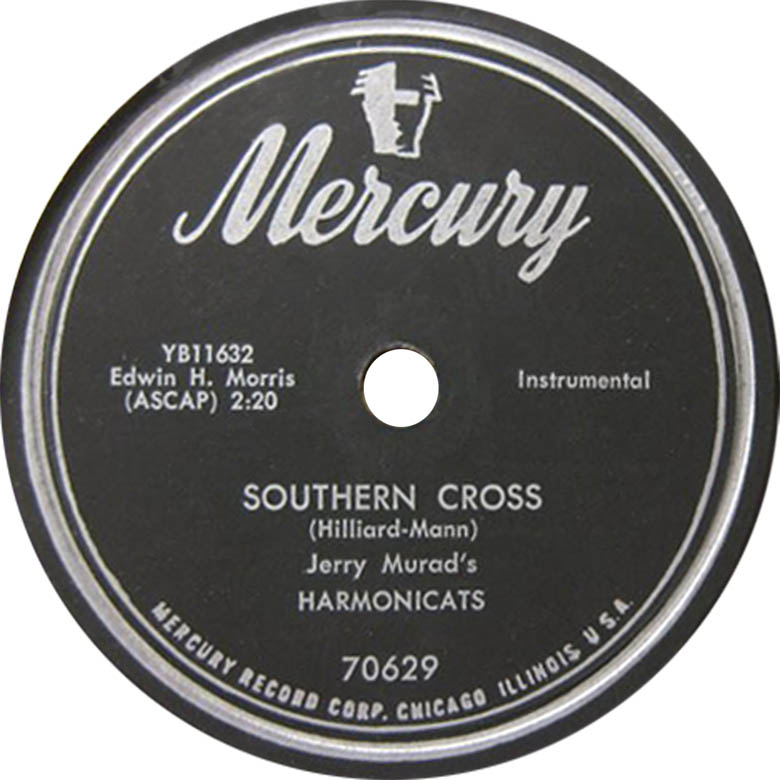 Mercury
YB11632
Edwin H. Morris
(ASCAP) 2:20
Instrumental
SOUTHERN CROSS
(Hilliard-Mann)
Jerry Murad's
HARMONICATS
70629
MERCURY RECORD CORP. CHICAGO ILLINOIS U.S.A.